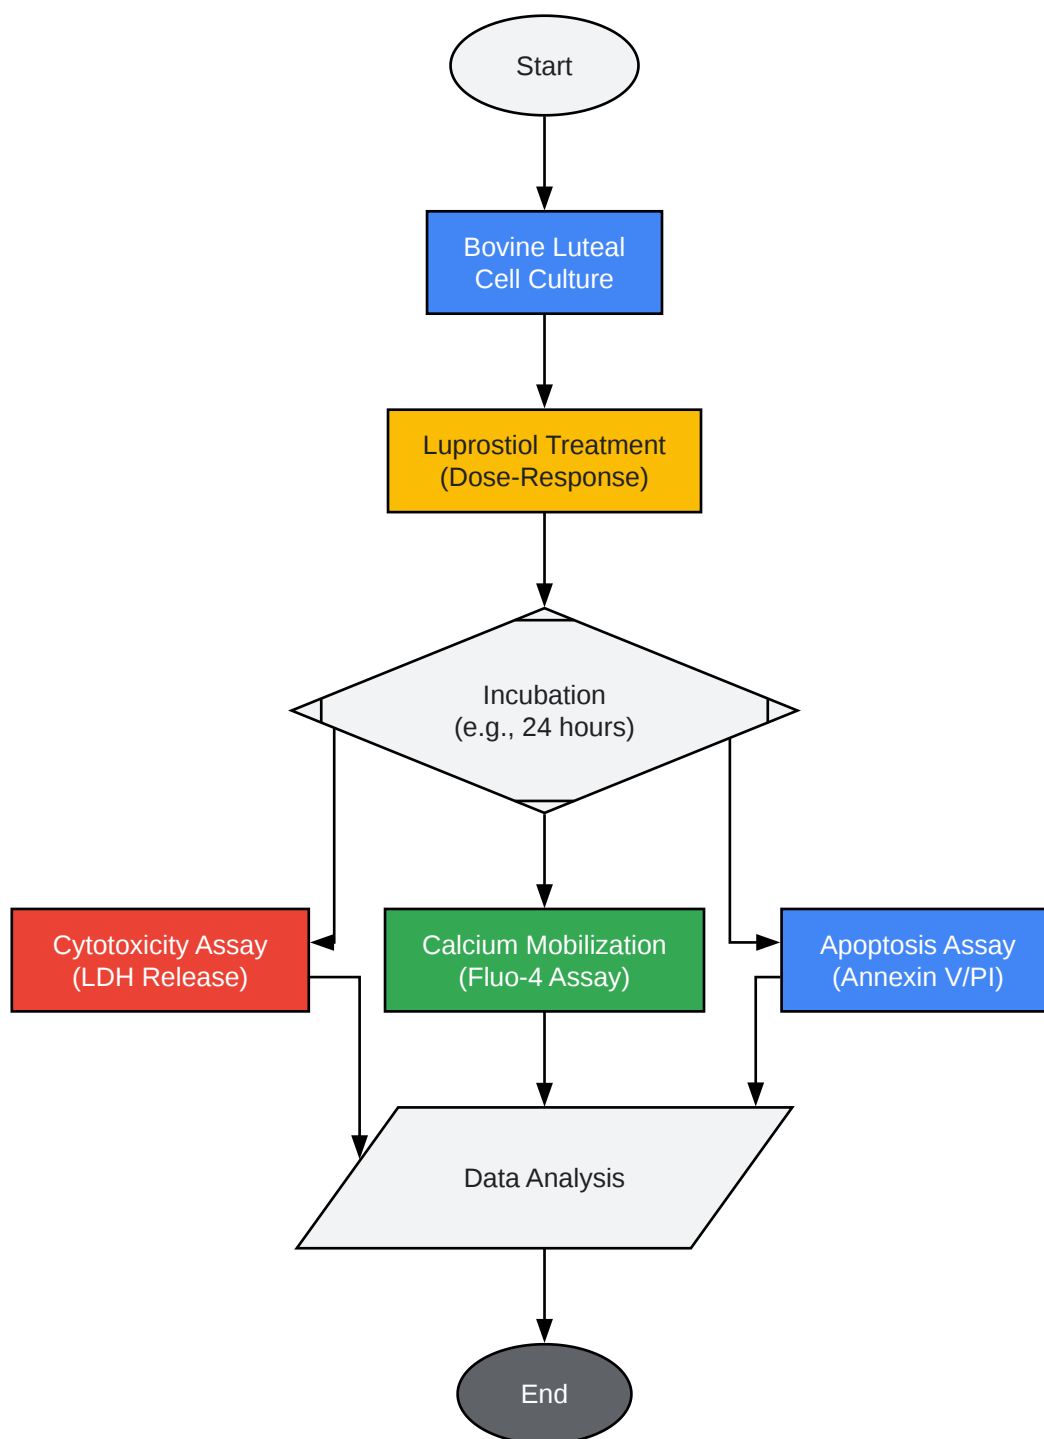 Start
Bovine Luteal
Cell Culture
Luprostiol Treatment
(Dose-Response)
Incubation
(e.g., 24 hours)
Cytotoxicity Assay
(LDH Release)
Calcium Mobilization
(Fluo-4 Assay)
Apoptosis Assay
(Annexin V/PI)
Data Analysis
End